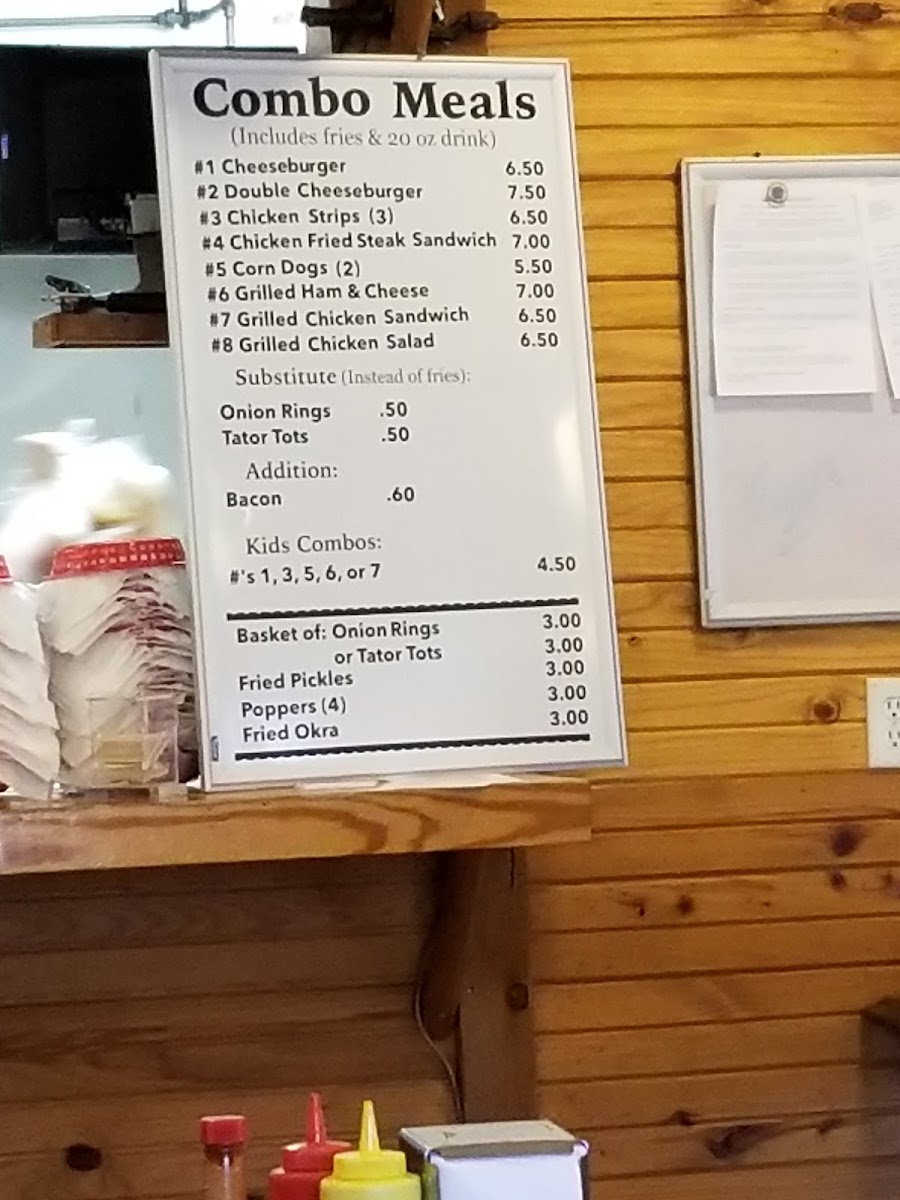 Combo Meals
(Includes fries & 20 oz drink)
#1 Cheeseburger 6.50
#2 Double Cheeseburger 7.50
#3 Chicken Strips (3) 6.50
#4 Chicken Fried Steak Sandwich 7.00
#5 Corn Dogs (2) 5.50
#6 Grilled Ham & Cheese 7.00
#7 Grilled Chicken Sandwich 6.50
#8 Grilled Chicken Salad 6.50
Substitute (Instead of fries):
Onion Rings .50
Tator Tots .50
Addition:
Bacon .60
Kids Combos:
#'s 1, 3, 5, 6, or 7 4.50
Basket of: Onion Rings 3.00
or Tator Tots 3.00
Fried Pickles 3.00
Poppers (4) 3.00
Fried Okra 3.00